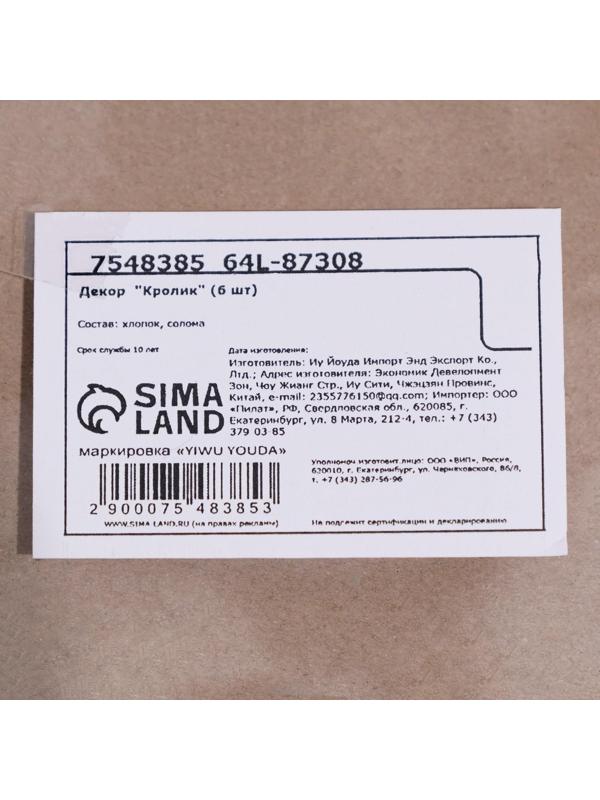 7548385 64L-87308
Декор "Кролик" (6 шт)
Состав: хлопок, солома
Срок службы 10 лет
Дата изготовления:
Изготовитель: Иу Йоуда Импорт Энд Экспорт Ко.,
Лтд.; Адрес изготовителя: Экономик Девелопмент
Зон, Чоу Жианг Стр., Иу Сити, Чжэцзян Провинс,
Китай, e-mail: 2355776150@qq.com; Импортер: ООО
«Пилат», РФ, Свердловская обл., 620085, г.
Екатеринбург, ул. 8 Марта, 212-4, тел.: +7 (343)
379 03 85
SIMA
LAND
маркировка «YIWU YOUDA»
Уполномоч изготовит.лицо: ООО «ВИП», Россия,
620010, г. Екатеринбург, ул. Черняховского, 86/8,
т. +7 (343) 287-56-96
2 900075 483853
WWW.SIMA LAND.RU (на правах рекламы)
Не подлежит сертификации и декларированию